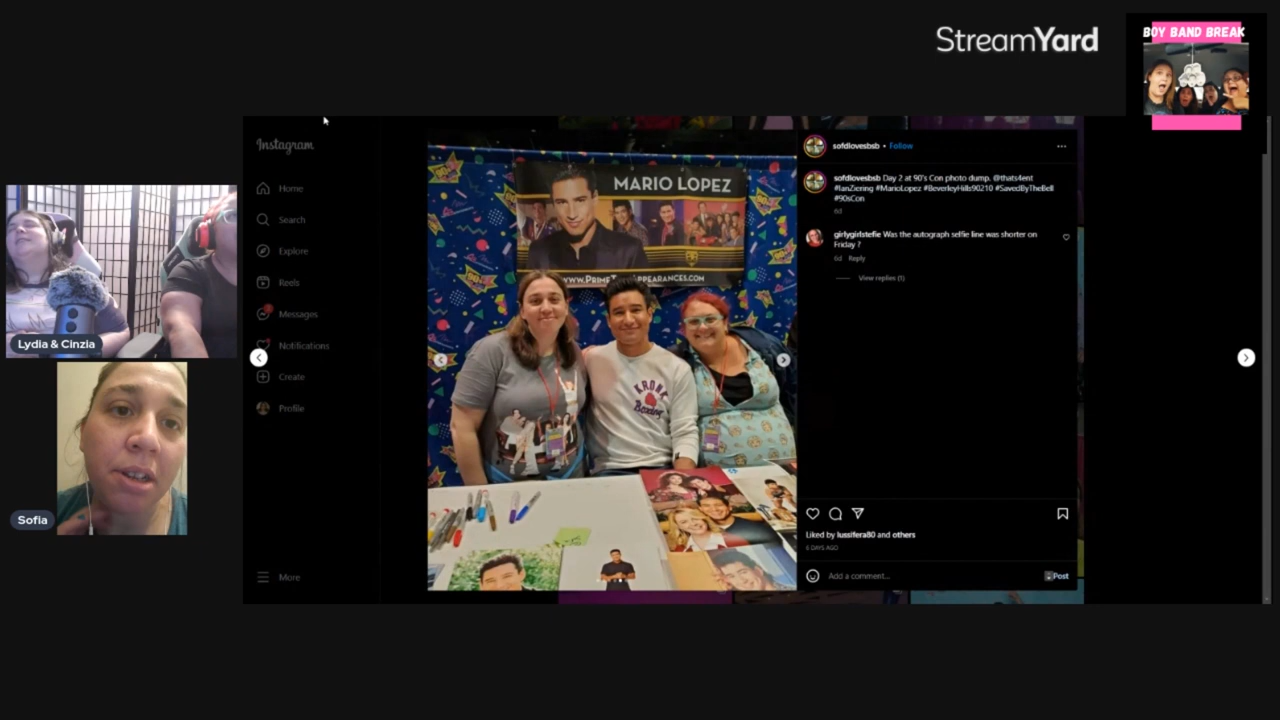 StreamYard
BOY BAND BREAK
Instagram
Home
Search
Explore
Reels
Messages
Notifications
Create
Profile
More
MARIO LOPEZ
APPEARANCES.COM
KRONK
Boxing
sofdlovesbsb • Follow
sofdlovesbsb Day 2 at 90's Con photo dump. @thats4ent
#IanZiering #MarioLopez #BeverleyHills90210 #SavedByTheBell
#90sCon
6d
girlygirlstefie Was the autograph selfie line was shorter on
Friday ?
6d Reply
View replies (1)
Liked by lussifera80 and others
6 DAYS AGO
Add a comment...
Post
Lydia & Cinzia
Sofia